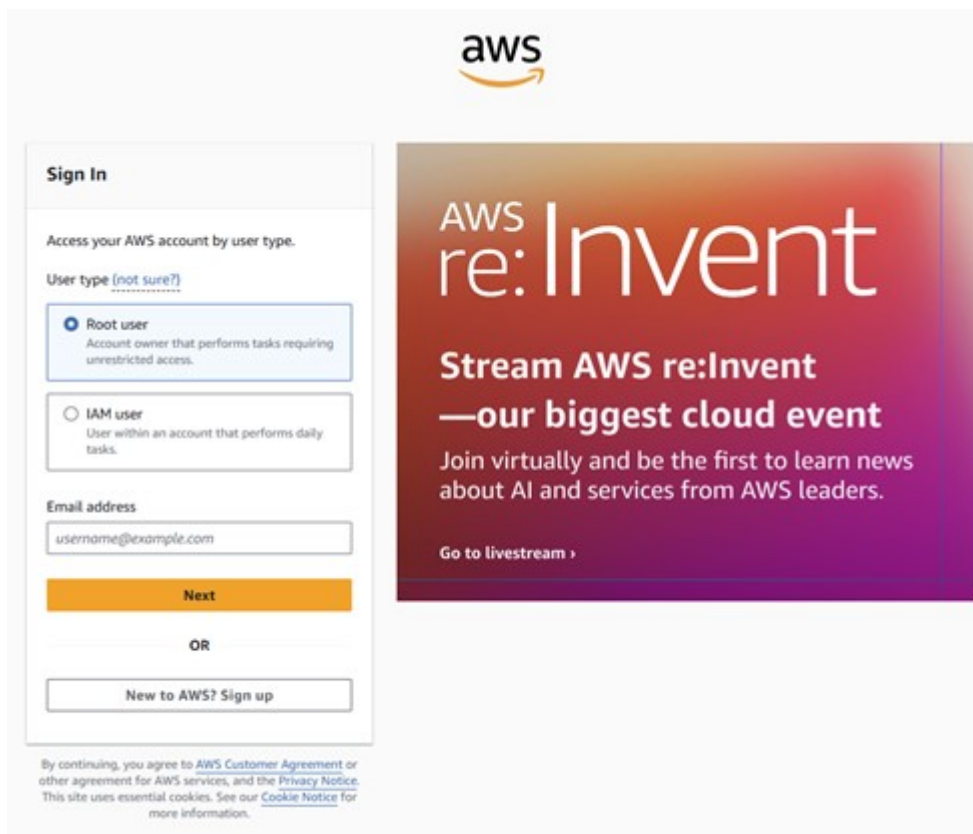 aws
Sign In
Access your AWS account by user type.
User type (not sure?)
Root user
Account owner that performs tasks requiring
unrestricted access.
IAM user
User within an account that performs daily
tasks.
Email address
username@example.com
Next
OR
New to AWS? Sign up
By continuing, you agree to AWS Customer Agreement or
other agreement for AWS services, and the Privacy Notice.
This site uses essential cookies. See our Cookie Notice for
more information.
AWS
re:Invent
Stream AWS re:Invent
—our biggest cloud event
Join virtually and be the first to learn news
about AI and services from AWS leaders.
Go to livestream ›